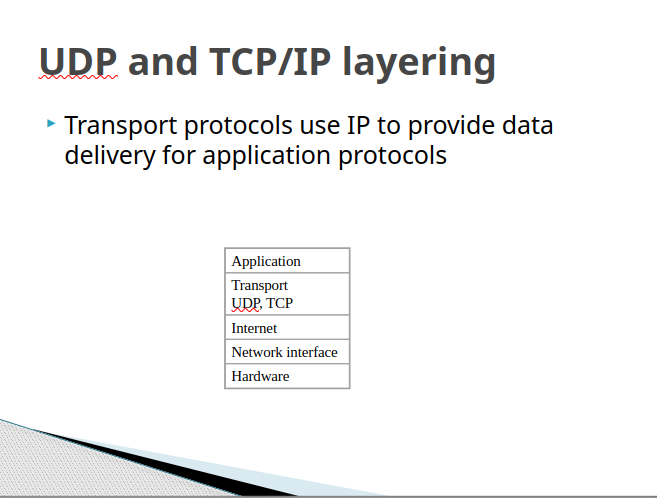 UDP and TCP/IP layering
Transport protocols use IP to provide data
delivery for application protocols
Application
Transport
UDP, TCP
Internet
Network interface
Hardware